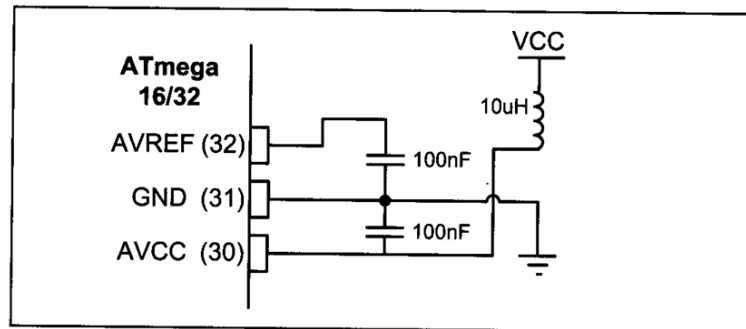 ATmega
16/32
VCC
10uH
AVREF (32)
100nF
GND (31)
100nF
AVCC (30)